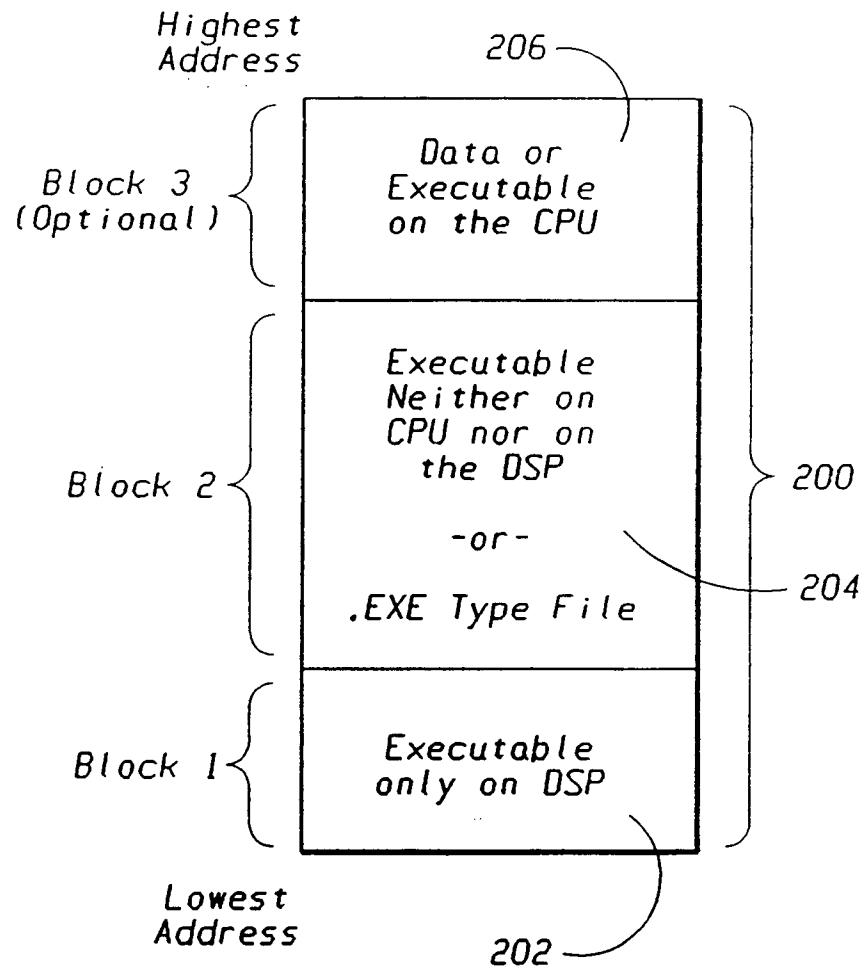 Highest
Address
206
Block 3
(Optional)
Data or
Executable
on the CPU
Block 2
Executable
Neither on
CPU nor on
the DSP
-or-
.EXE Type File
200
204
Block 1
Executable
only on DSP
Lowest
Address
202